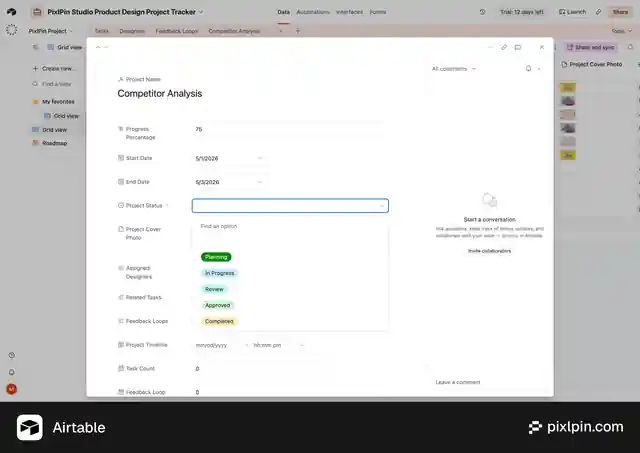 PixlPin Studio Product Design Project Tracker
Data
Automations
Interfaces
Forms
Trial: 12 days left
Launch
Share
PixlPin Project
Tasks
Designers
Feedback Loops
Competitor Analysis
Tools
Grid view
Share and sync
Create new...
Find a view
My favorites
Grid view
Grid view
Roadmap
Project Cover Photo
Project Name
Competitor Analysis
Progress
Percentage
75
Start Date
5/1/2026
End Date
5/3/2026
Project Status
Find an option
Planning
In Progress
Review
Approved
Completed
Project Cover
Photo
Assigned
Designers
Related Tasks
Feedback Loops
Project Timeline
mm/dd/yyyy
hh:mm pm
Task Count
0
Feedback Loop
0
All comments
Start a conversation
Invite collaborators
Leave a comment
Airtable
pixlpin.com